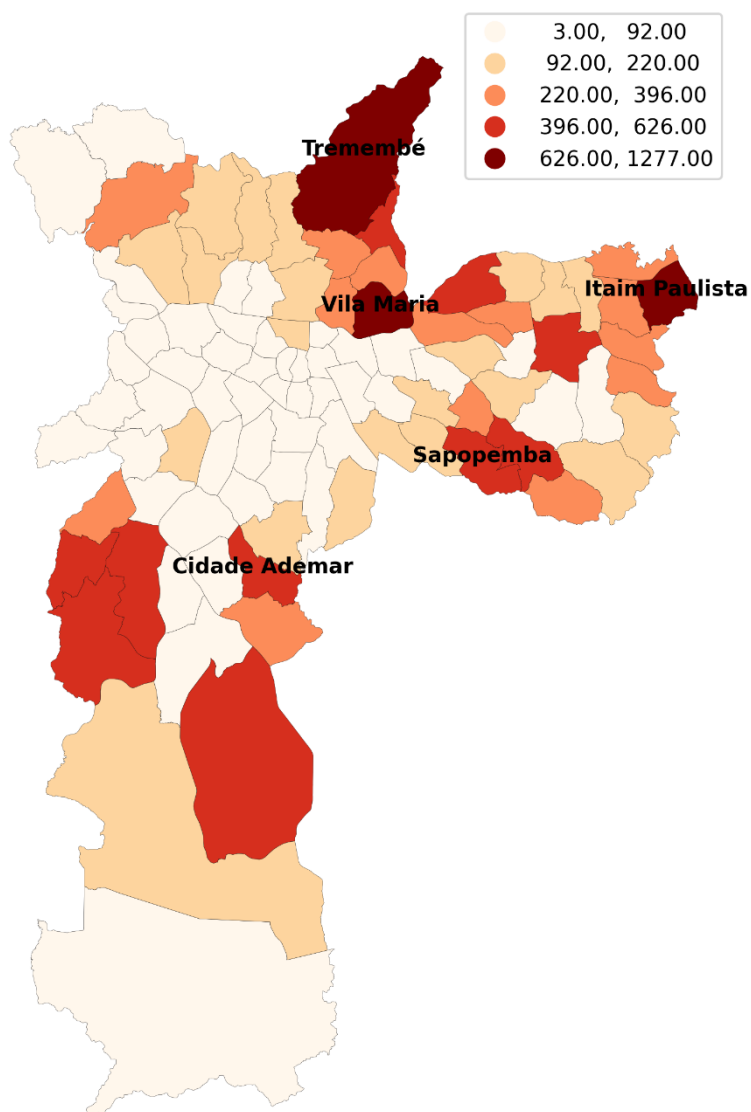 3.00, 92.00
92.00, 220.00
220.00, 396.00
396.00, 626.00
626.00, 1277.00
Tremembé
Itaim Paulista
Vila Maria
Sapopemba
Cidade Ademar